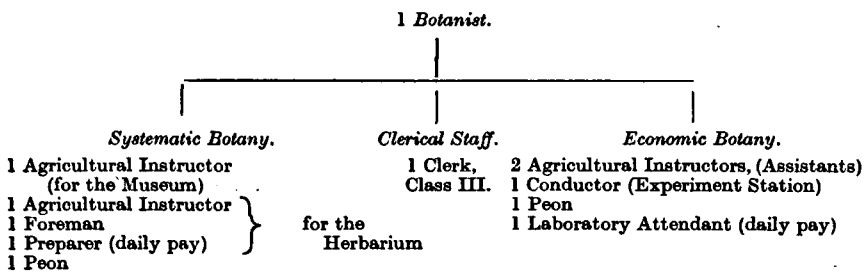 1 Botanist.
Systematic Botany.
1 Agricultural Instructor
(for the Museum)
1 Agricultural Instructor
1 Foreman
1 Preparer (daily pay)
for the
Herbarium
1 Peon
Clerical Staff.
1 Clerk,
Class III.
Economic Botany.
2 Agricultural Instructors, (Assistants)
1 Conductor (Experiment Station)
1 Peon
1 Laboratory Attendant (daily pay)